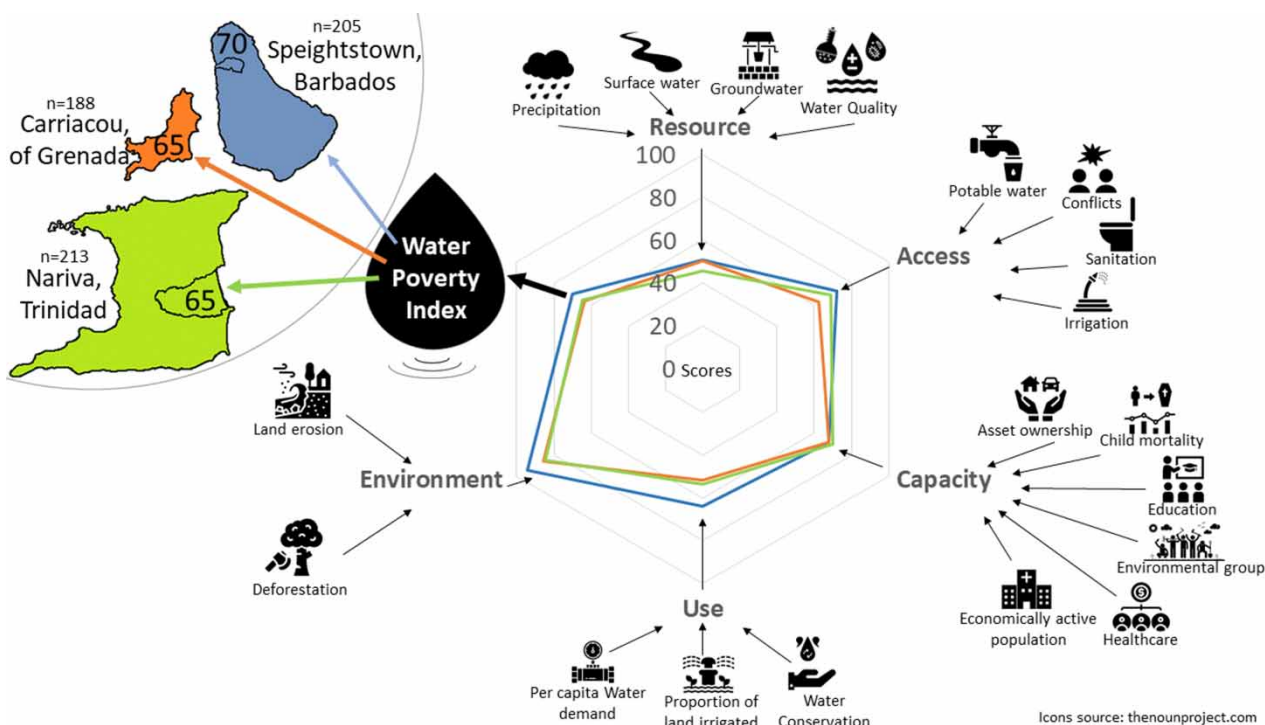 n=205
Speightstown,
Barbados
70
n=188
Carriacou,
of Grenada
65
n=213
Nariva,
Trinidad
65
Water
Poverty
Index
Precipitation
Surface water
Groundwater
Water Quality
Resource
100
80
60
40
20
0
Scores
Potable water
Conflicts
Sanitation
Irrigation
Access
Asset ownership
Child mortality
Education
Environmental group
Healthcare
Economically active
population
Capacity
Use
Per capita Water
demand
Proportion of
land irrigated
Water
Conservation
Environment
Land erosion
Deforestation
Icons source: thenounproject.com